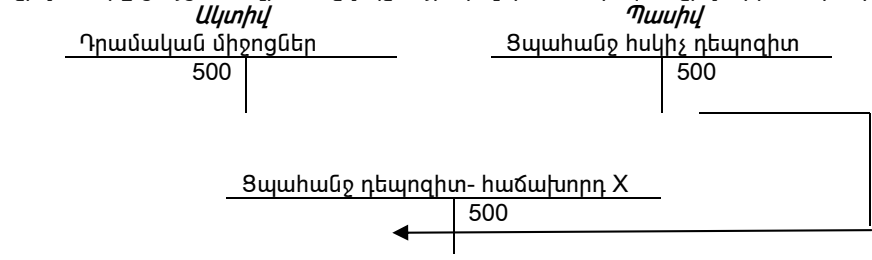 Ակտիվ Պասիվ
Դրամական միջոցներ Ցպահանջ հսկիչ դեպոզիտ
500 500
Ցպահանջ դեպոզիտ- հաճախորդ X
500